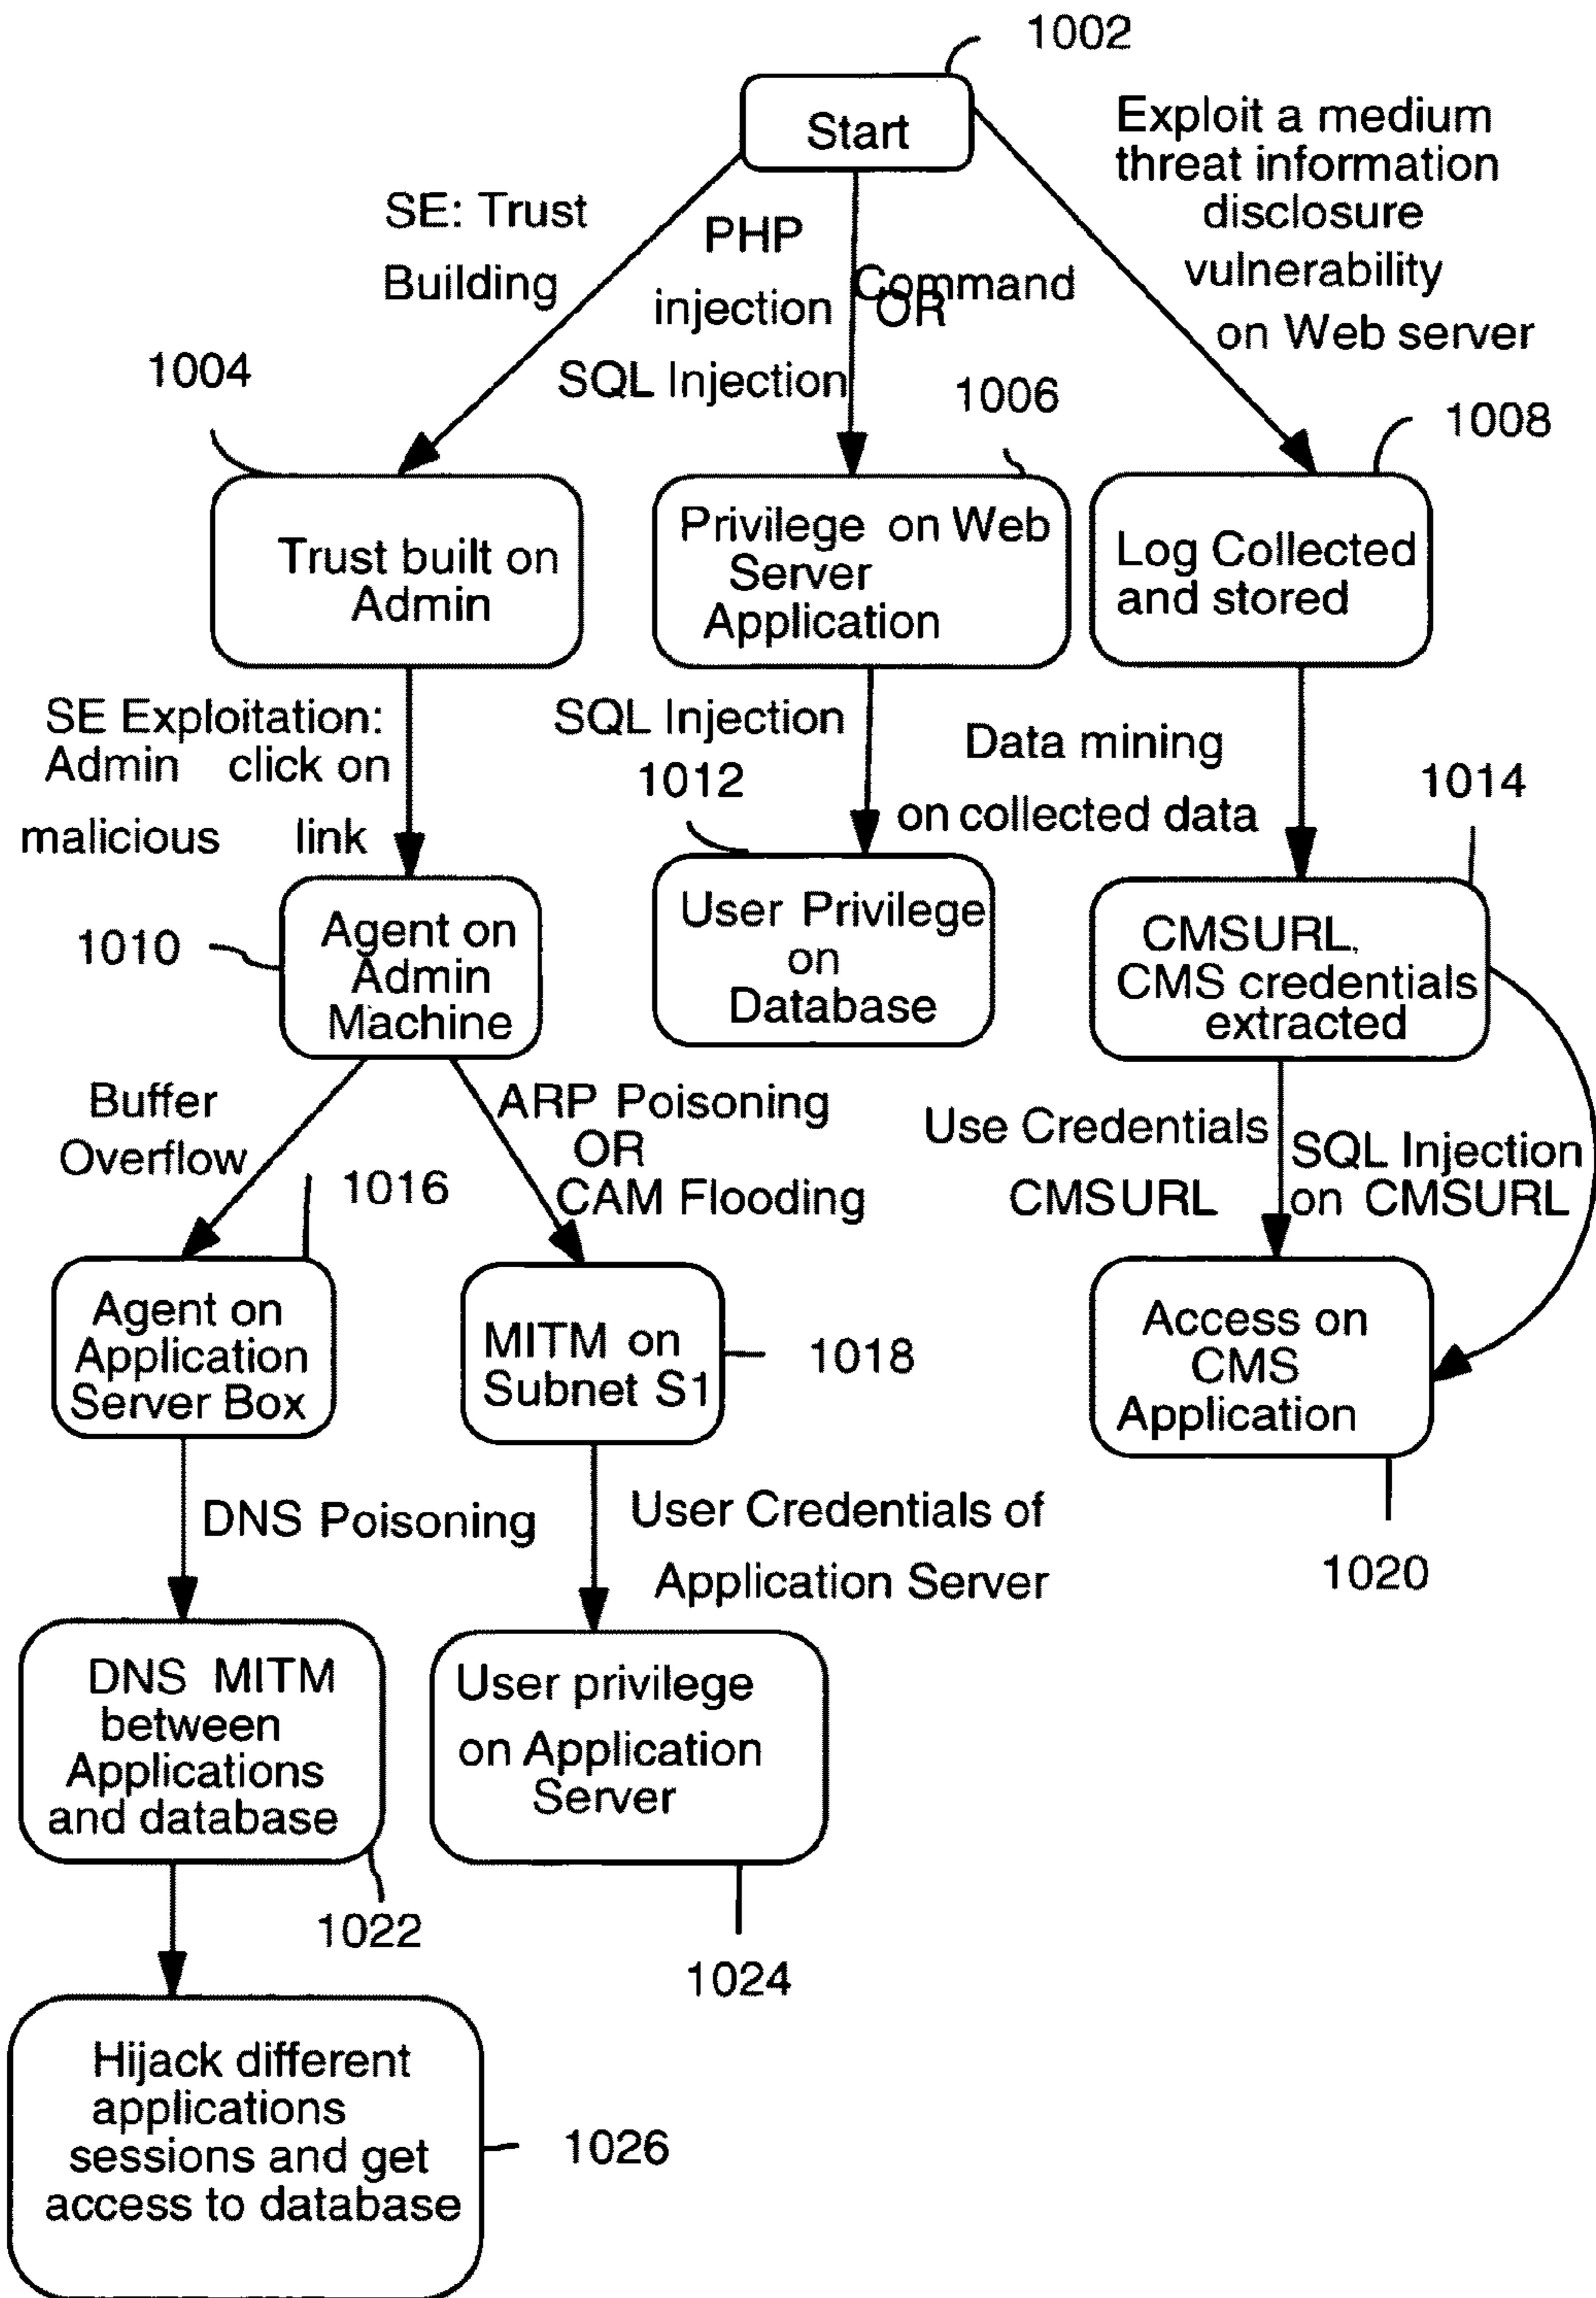 1002
Start
Exploit a medium
threat information
disclosure
vulnerability
on Web server
SE: Trust
Building
PHP
injection
Command
OR
SQL Injection
1004
1006
1008
Trust built on
Admin
Privilege on Web
Server
Application
Log Collected
and stored
SE Exploitation:
Admin click on
malicious link
SQL Injection
1012
Data mining
on collected data
1014
1010
Agent on
Admin
Machine
User Privilege
on
Database
CMSURL,
CMS credentials
extracted
Buffer
Overflow
ARP Poisoning
OR
CAM Flooding
Use Credentials
CMSURL
SQL Injection
on CMSURL
1016
Agent on
Application
Server Box
MITM on
Subnet S1
1018
Access on
CMS
Application
1020
DNS Poisoning
User Credentials of
Application Server
DNS MITM
between
Applications
and database
1022
User privilege
on Application
Server
1024
Hijack different
applications
sessions and get
access to database
1026